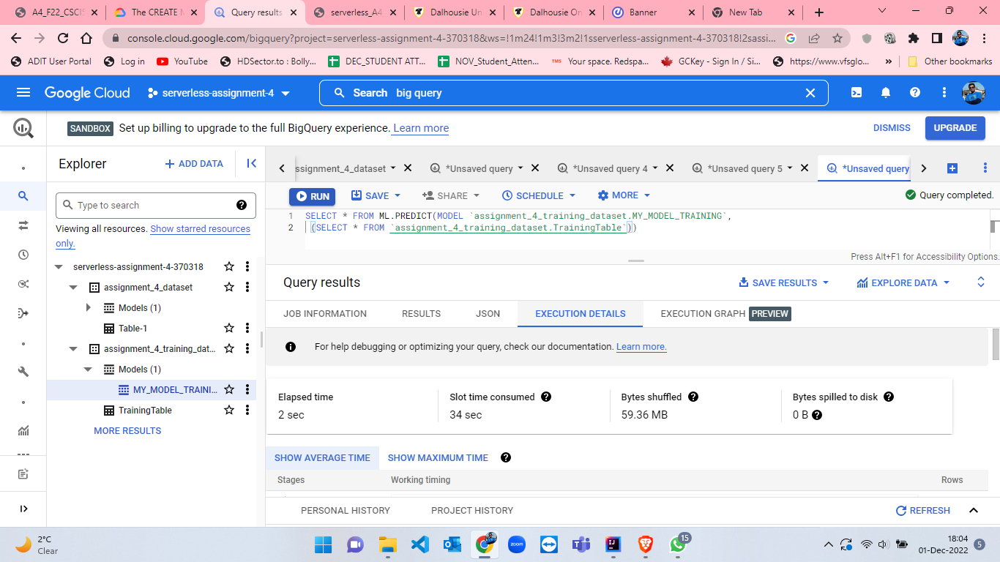 A4_F22_CSCI5
The CREATE M
Query results
serverless_A4
Dalhousie Un
Dalhousie On
Banner
New Tab
console.cloud.google.com/bigquery?project=serverless-assignment-4-370318&ws=!1m24!1m3!3m2!1sserverless-assignment-4-370318!2sassi...
ADIT User Portal
Log in
YouTube
HDSector.to : Bolly...
DEC_STUDENT ATT...
NOV_Student_Atten...
TMS Your space. Redspa...
GCKey - Sign In / Si...
https://www.vfsglo...
»
Other bookmarks
Google Cloud
serverless-assignment-4
Search big query
SANDBOX Set up billing to upgrade to the full BigQuery experience. Learn more
DISMISS
UPGRADE
Explorer
+ ADD DATA
ssignment_4_dataset
*Unsaved query
*Unsaved query 4
*Unsaved query 5
*Unsaved query
Type to search
RUN
SAVE
SHARE
SCHEDULE
MORE
Query completed.
Viewing all resources. Show starred resources
only.
1 SELECT * FROM ML.PREDICT(MODEL `assignment_4_training_dataset.MY_MODEL_TRAINING`,
2 (SELECT * FROM `assignment_4_training_dataset.TrainingTable`))
Press Alt+F1 for Accessibility Options.
serverless-assignment-4-370318
assignment_4_dataset
Models (1)
Table-1
assignment_4_training_dat...
Models (1)
MY_MODEL_TRAINI...
TrainingTable
MORE RESULTS
Query results
SAVE RESULTS
EXPLORE DATA
JOB INFORMATION
RESULTS
JSON
EXECUTION DETAILS
EXECUTION GRAPH PREVIEW
For help debugging or optimizing your query, check our documentation. Learn more.
Elapsed time
2 sec
Slot time consumed
34 sec
Bytes shuffled
59.36 MB
Bytes spilled to disk
0 B
SHOW AVERAGE TIME
SHOW MAXIMUM TIME
Stages
Working timing
Rows
PERSONAL HISTORY
PROJECT HISTORY
REFRESH
2°C
Clear
zoom
15
18:04
01-Dec-2022
5